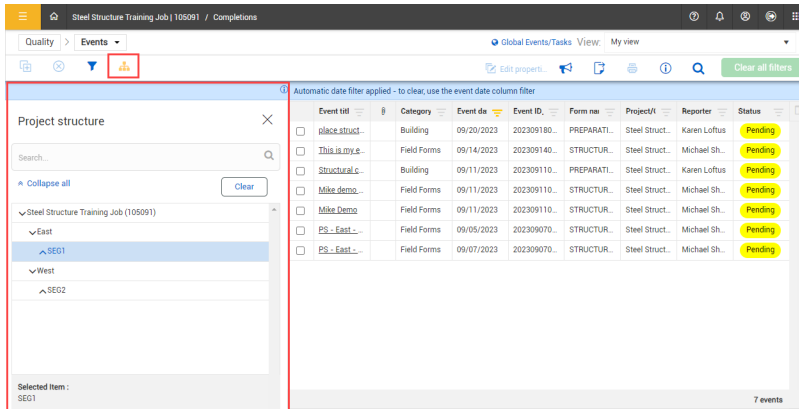 Steel Structure Training Job | 105091 / Completions
Quality > Events
Global Events/Tasks View: My view
Edit properti... Clear all filters
Automatic date filter applied - to clear, use the event date column filter
Project structure
Search...
Collapse all Clear
Steel Structure Training Job (105091)
East
SEG1
West
SEG2
Selected Item :
SEG1
Event titl Category Event da Event ID, Form nar Project/( Reporter Status
place struct... Building 09/20/2023 202309180... PREPARATI... Steel Struct... Karen Loftus Pending
This is my e... Field Forms 09/14/2023 202309140... STRUCTUR... Steel Struct... Michael Sh... Pending
Structural c... Building 09/11/2023 202309110... PREPARATI... Steel Struct... Karen Loftus Pending
Mike demo ... Field Forms 09/11/2023 202309110... STRUCTUR... Steel Struct... Michael Sh... Pending
Mike Demo Field Forms 09/11/2023 202309110... STRUCTUR... Steel Struct... Michael Sh... Pending
PS - East - ... Field Forms 09/05/2023 202309070... STRUCTUR... Steel Struct... Michael Sh... Pending
PS - East - ... Field Forms 09/07/2023 202309070... STRUCTUR... Steel Struct... Michael Sh... Pending
7 events